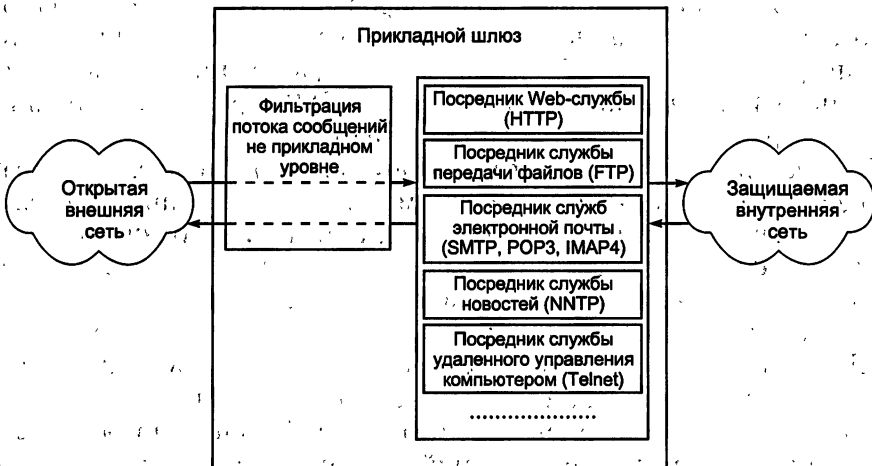 Прикладной шлюз
Фильтрация
потока сообщений
не прикладном
уровне
Посредник Web-службы
(HTTP)
Посредник службы
передачи файлов (FTP)
Посредник служб
электронной почты
(SMTP, POP3, IMAP4)
Посредник службы
новостей (NNTP)
Посредник службы
удаленного управления
компьютером (Telnet)
......................
Открытая
внешняя
сеть
Защищаемая
внутренняя
сеть